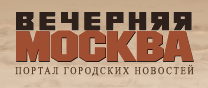 ВЕЧЕРНЯЯ
МОСКВА
ПОРТАЛ ГОРОДСКИХ НОВОСТЕЙ